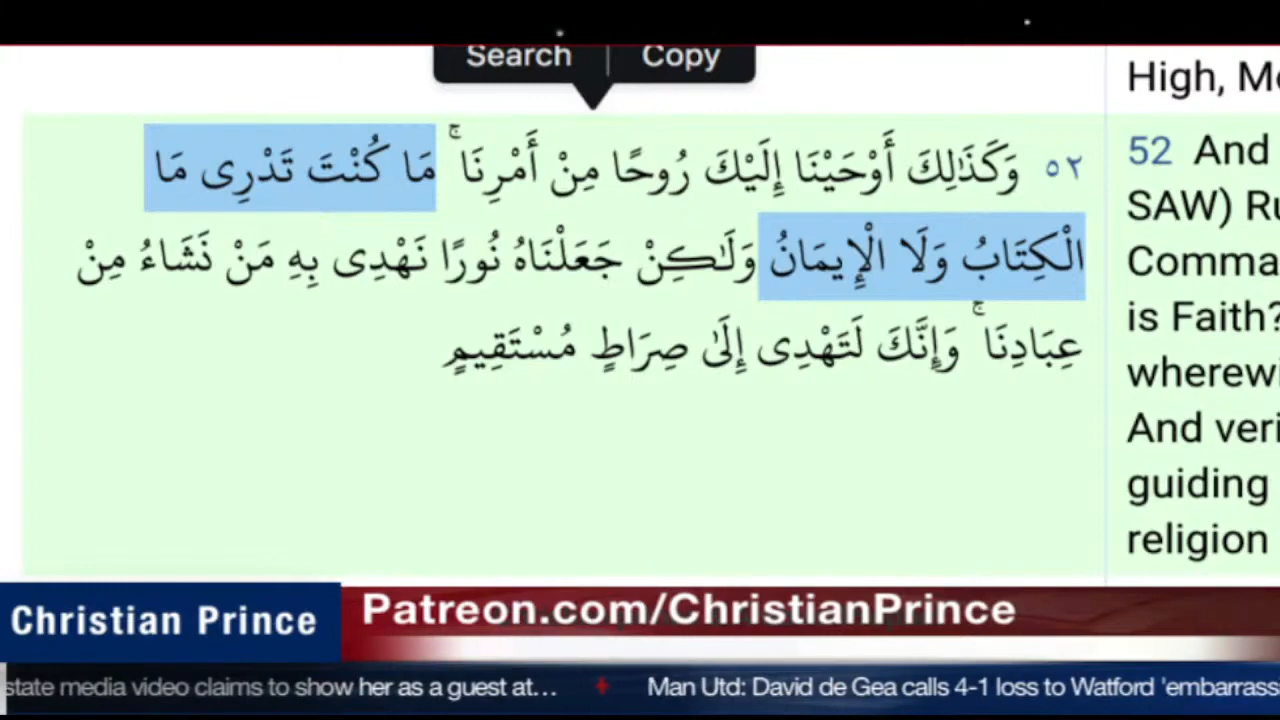 Search
Copy
High, Me
٥٢ وَكَذَٰلِكَ أَوْحَيْنَا إِلَيْكَ رُوحًا مِنْ أَمْرِنَا ۚ مَا كُنْتَ تَدْرِى مَا
الْكِتَابُ وَلَا الْإِيمَانُ وَلَٰكِنْ جَعَلْنَاهُ نُورًا نَهْدِى بِهِ مَنْ نَشَاءُ مِنْ
عِبَادِنَا ۚ وَإِنَّكَ لَتَهْدِى إِلَىٰ صِرَاطٍ مُسْتَقِيمٍ
52 And
SAW) Ru
Comma
is Faith?
wherewi
And veri
guiding
religion
Christian Prince
Patreon.com/ChristianPrince
state media video claims to show her as a guest at... Man Utd: David de Gea calls 4-1 loss to Watford 'embarrass